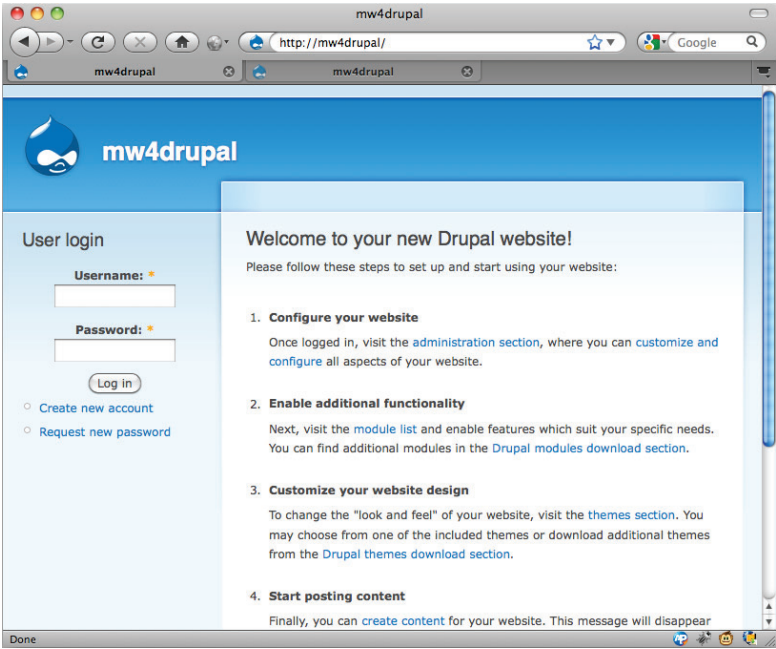 mw4drupal
http://mw4drupal/
Google
mw4drupal
mw4drupal
mw4drupal
User login
Username: *
Password: *
Log in
Create new account
Request new password
Welcome to your new Drupal website!
Please follow these steps to set up and start using your website:
1. Configure your website
Once logged in, visit the administration section, where you can customize and
configure all aspects of your website.
2. Enable additional functionality
Next, visit the module list and enable features which suit your specific needs.
You can find additional modules in the Drupal modules download section.
3. Customize your website design
To change the "look and feel" of your website, visit the themes section. You
may choose from one of the included themes or download additional themes
from the Drupal themes download section.
4. Start posting content
Finally, you can create content for your website. This message will disappear
Done